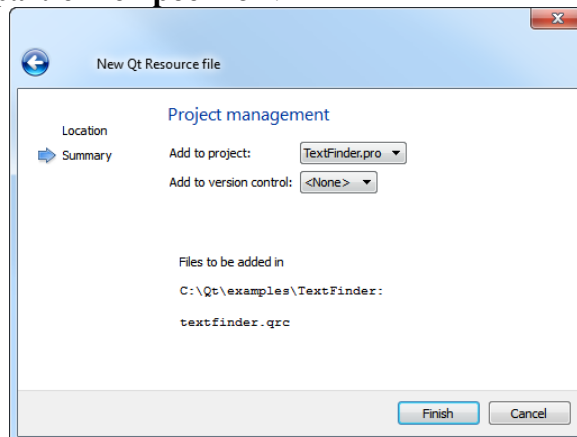 New Qt Resource file
Location
Summary
Project management
Add to project: TextFinder.pro
Add to version control: <None>
Files to be added in
C:\Qt\examples\TextFinder:
textfinder.qrc
Finish Cancel